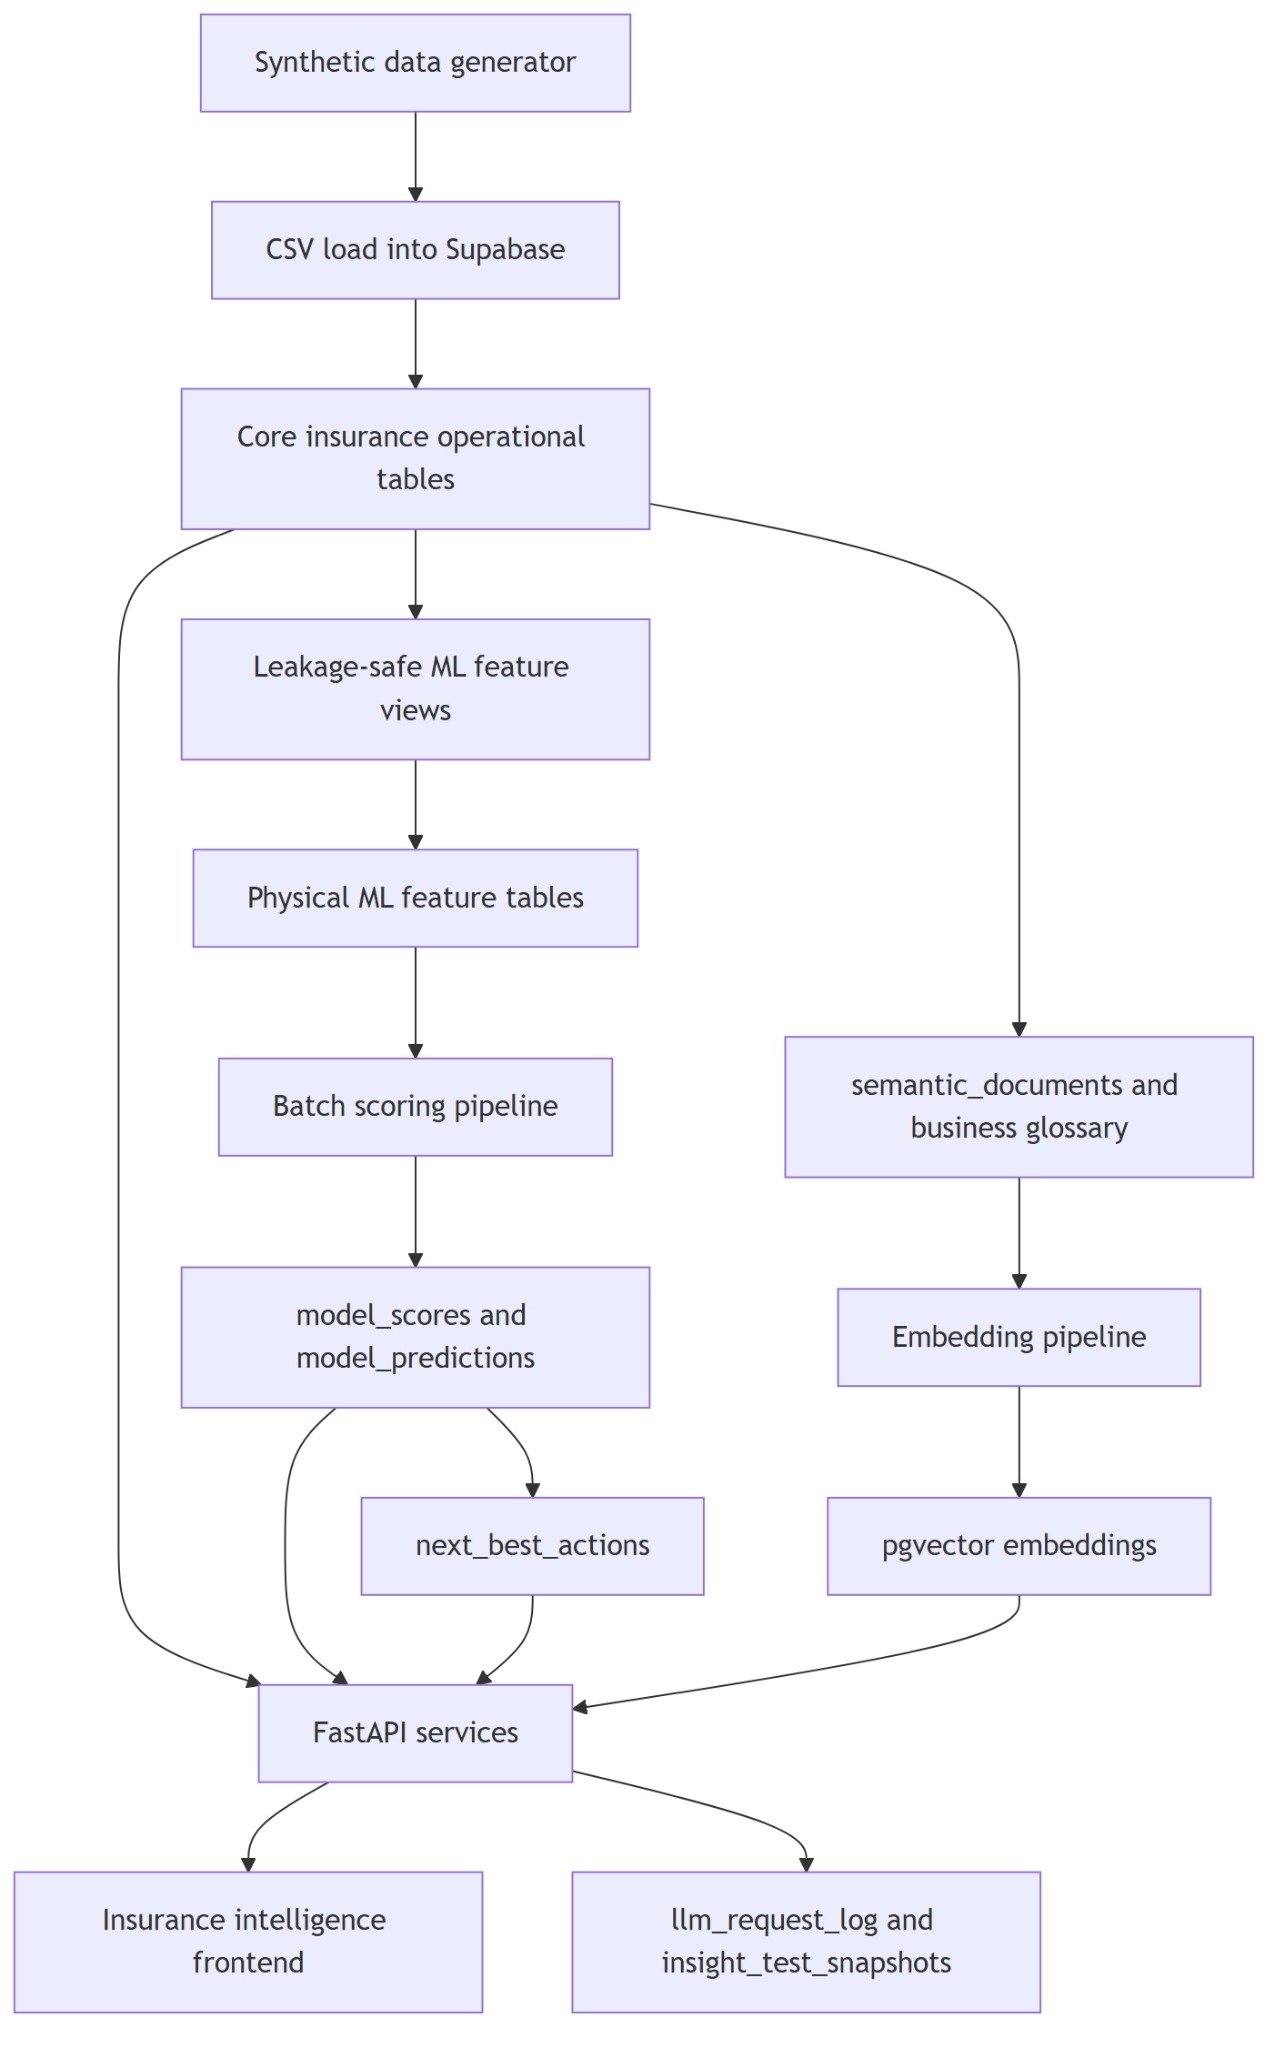 Synthetic data generator
CSV load into Supabase
Core insurance operational
tables
Leakage-safe ML feature
views
Physical ML feature tables
Batch scoring pipeline
semantic_documents and
business glossary
model_scores and
model_predictions
Embedding pipeline
next_best_actions
pgvector embeddings
FastAPI services
Insurance intelligence
frontend
llm_request_log and
insight_test_snapshots